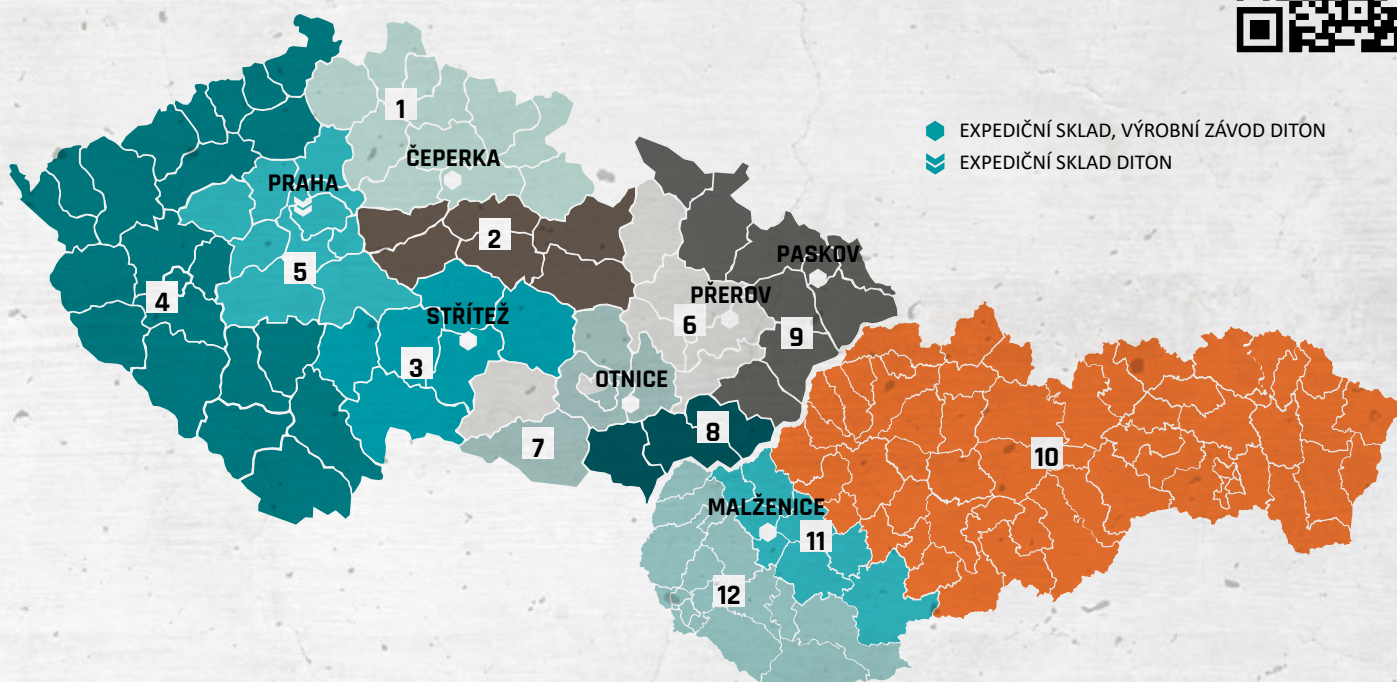 EXPEDIČNÍ SKLAD, VÝROBNÍ ZÁVOD DITON
EXPEDIČNÍ SKLAD DITON
1
ČEPERKA
PRAHA
2
PASKOV
5
4
PŘEROV
STŘÍTEŽ
6
9
3
OTNICE
8
7
10
MALŽENICE
11
12